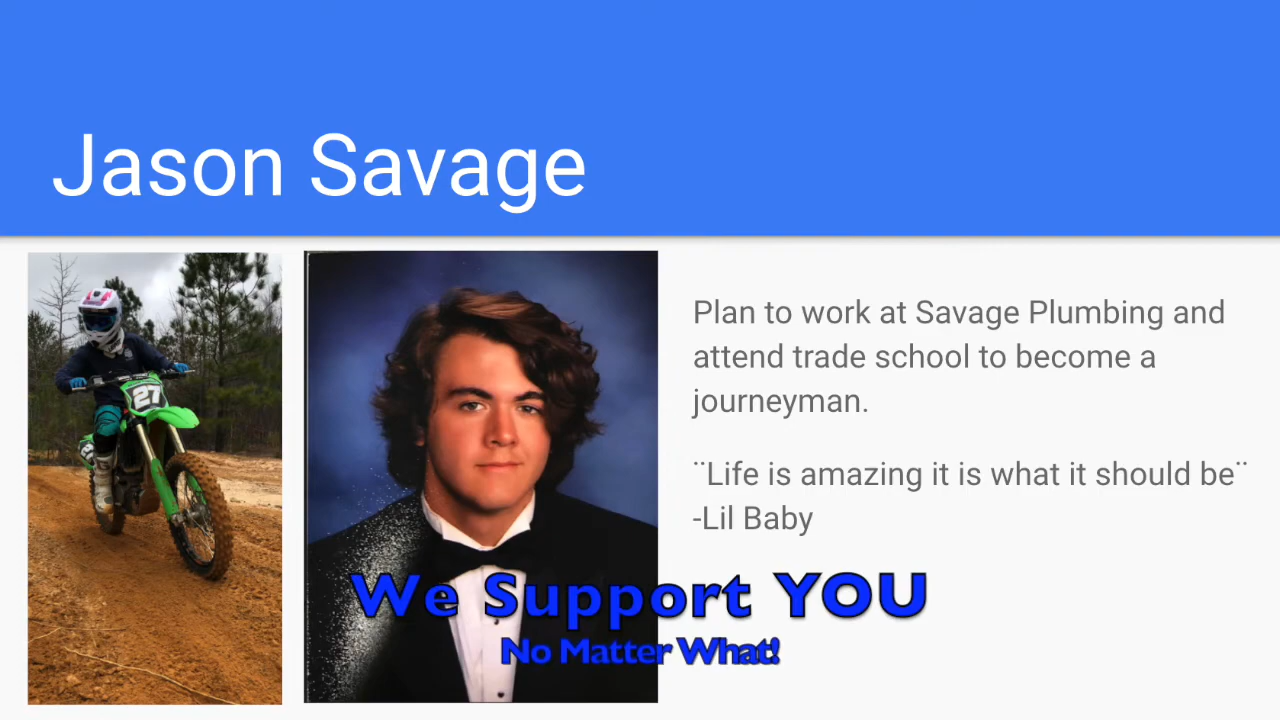 Jason Savage
27
Plan to work at Savage Plumbing and
attend trade school to become a
journeyman.
¨Life is amazing it is what it should be¨
-Lil Baby
We Support YOU
No Matter What!